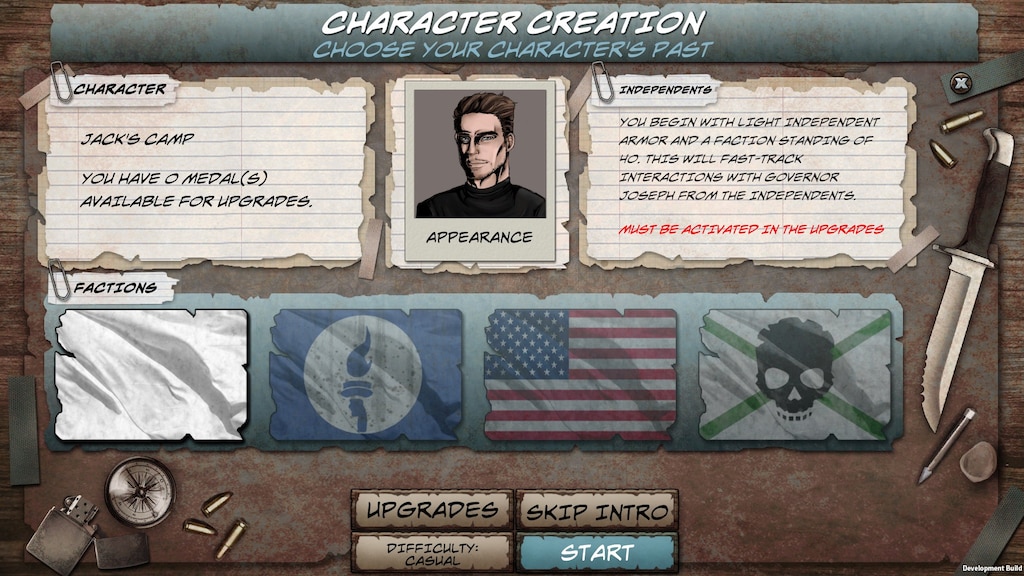 CHARACTER CREATION
CHOOSE YOUR CHARACTER'S PAST
CHARACTER
JACK'S CAMP
YOU HAVE 0 MEDAL(S)
AVAILABLE FOR UPGRADES.
APPEARANCE
INDEPENDENTS
YOU BEGIN WITH LIGHT INDEPENDENT
ARMOR AND A FACTION STANDING OF
40. THIS WILL FAST-TRACK
INTERACTIONS WITH GOVERNOR
JOSEPH FROM THE INDEPENDENTS.
MUST BE ACTIVATED IN THE UPGRADES
X
FACTIONS
UPGRADES
SKIP INTRO
DIFFICULTY:
CASUAL
START
Development Build